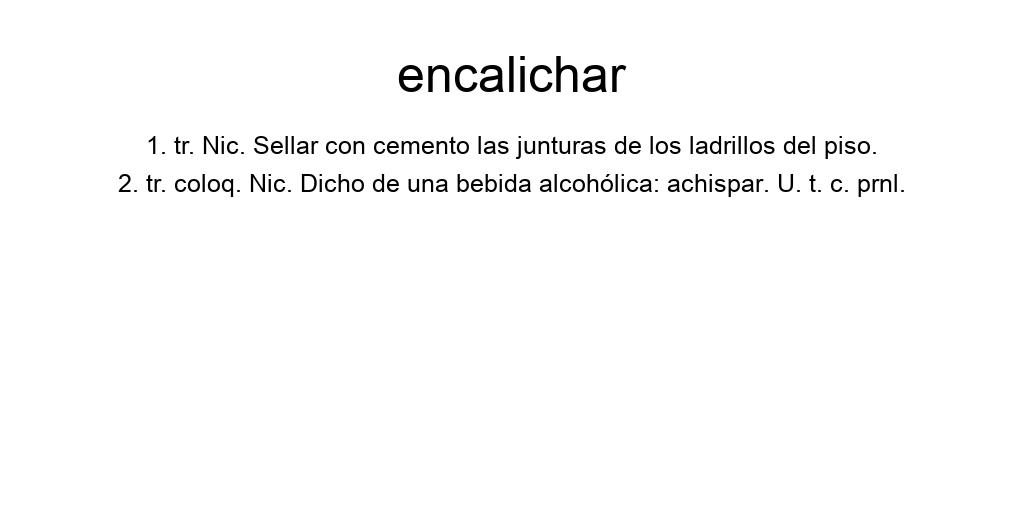 encalichar
1. tr. Nic. Sellar con cemento las junturas de los ladrillos del piso.
2. tr. coloq. Nic. Dicho de una bebida alcohólica: achispar. U. t. c. prnl.